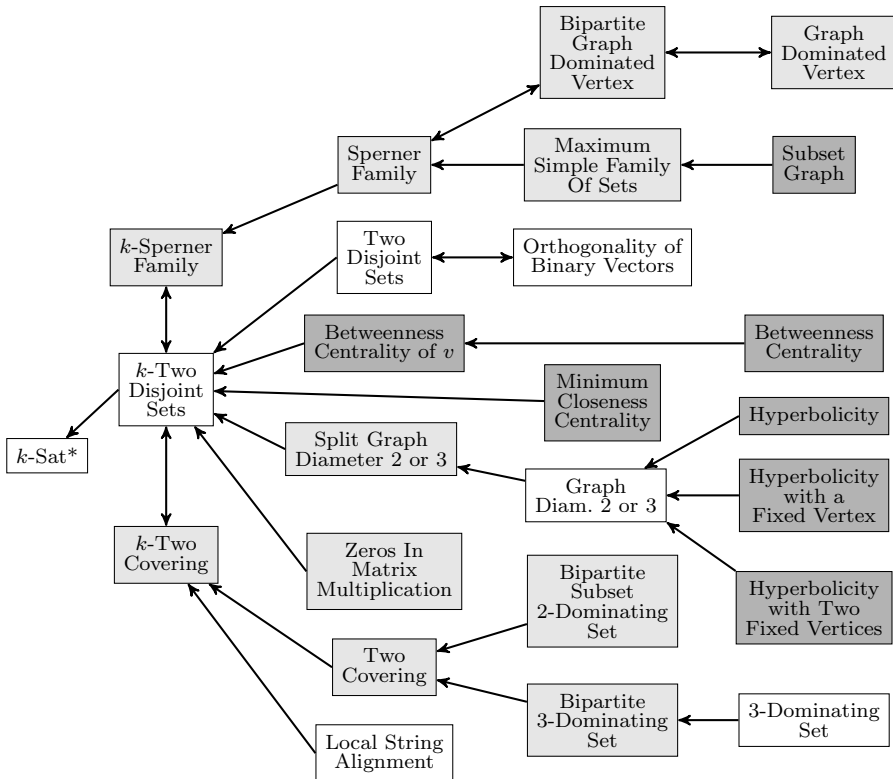 Bipartite
Graph
Dominated
Vertex
Graph
Dominated
Vertex
Sperner
Family
Maximum
Simple Family
Of Sets
Subset
Graph
k-Sperner
Family
Two
Disjoint
Sets
Orthogonality of
Binary Vectors
Betweenness
Centrality of v
Betweenness
Centrality
k-Two
Disjoint
Sets
Minimum
Closeness
Centrality
Hyperbolicity
k-Sat*
Split Graph
Diameter 2 or 3
Graph
Diam. 2 or 3
Hyperbolicity
with a
Fixed Vertex
k-Two
Covering
Zeros In
Matrix
Multiplication
Bipartite
Subset
2-Dominating
Set
Hyperbolicity
with Two
Fixed Vertices
Two
Covering
Bipartite
3-Dominating
Set
3-Dominating
Set
Local String
Alignment